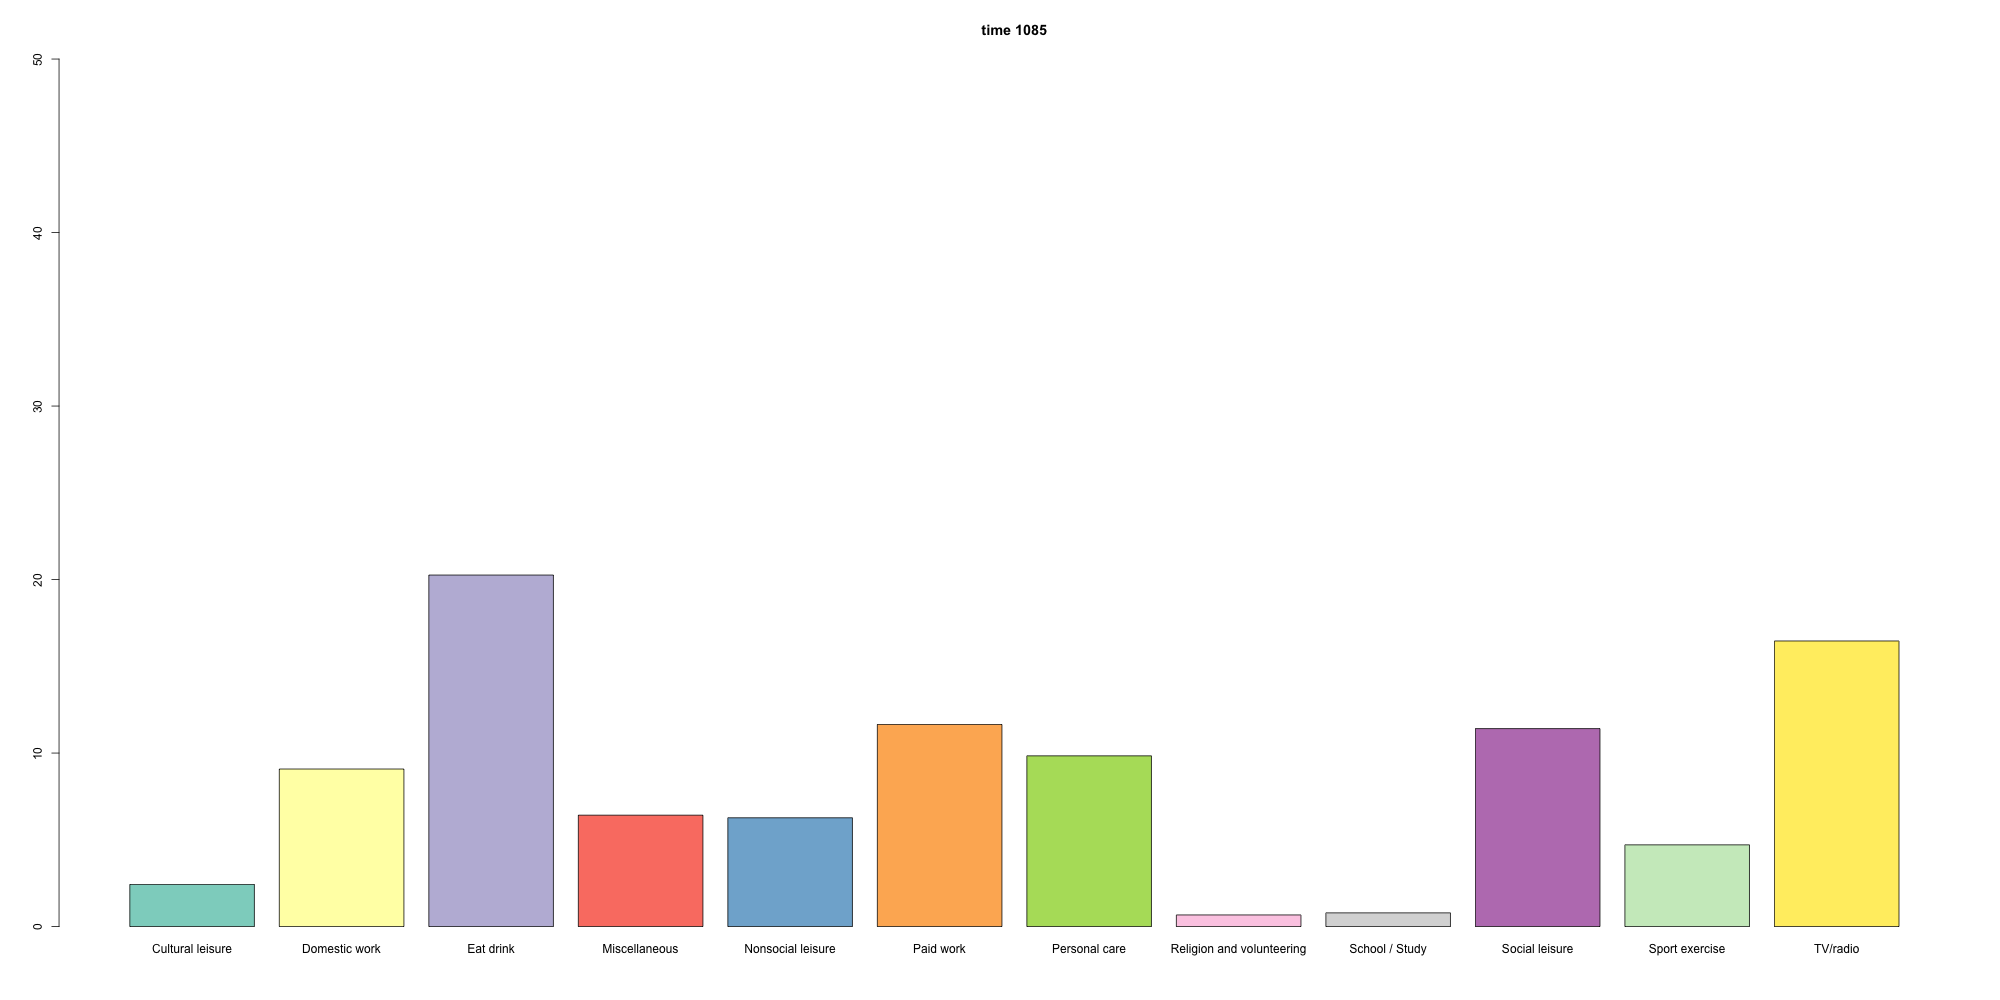 time 1085
50
40
30
20
10
0
Cultural leisure
Domestic work
Eat drink
Miscellaneous
Nonsocial leisure
Paid work
Personal care
Religion and volunteering
School / Study
Social leisure
Sport exercise
TV/radio